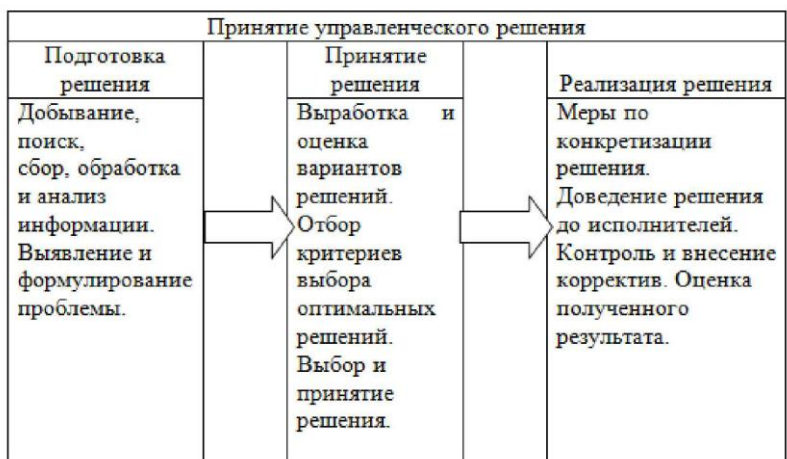 Принятие управленческого решения
Подготовка
решения
Добывание,
поиск,
сбор, обработка
и анализ
информации.
Выявление и
формулирование
проблемы.
Принятие
решения
Выработка и
оценка
вариантов
решений.
Отбор
критериев
выбора
оптимальных
решений.
Выбор и
принятие
решения.
Реализация решения
Меры по
конкретизации
решения.
Доведение решения
до исполнителей.
Контроль и внесение
корректив. Оценка
полученного
результата.